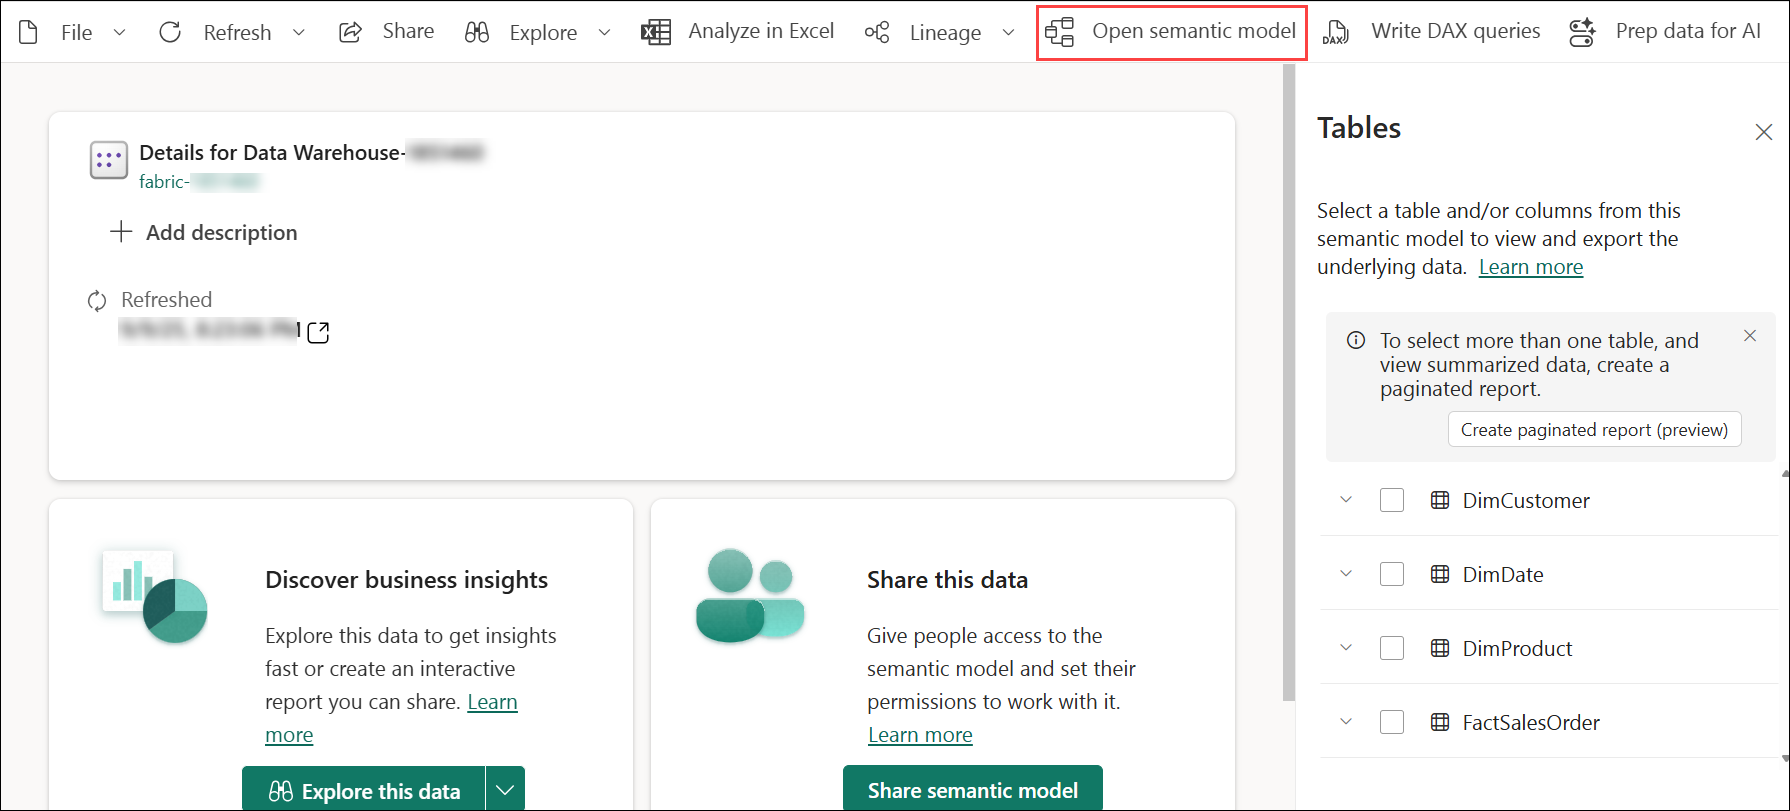 File
Refresh
Share
Explore
Analyze in Excel
Lineage
Open semantic model
DAX
Write DAX queries
Prep data for AI
Details for Data Warehouse-
fabric-
Add description
Refreshed
Discover business insights
Explore this data to get insights
fast or create an interactive
report you can share. Learn
more
Explore this data
Share this data
Give people access to the
semantic model and set their
permissions to work with it.
Learn more
Share semantic model
Tables
Select a table and/or columns from this
semantic model to view and export the
underlying data. Learn more
To select more than one table, and
view summarized data, create a
paginated report.
Create paginated report (preview)
DimCustomer
DimDate
DimProduct
FactSalesOrder